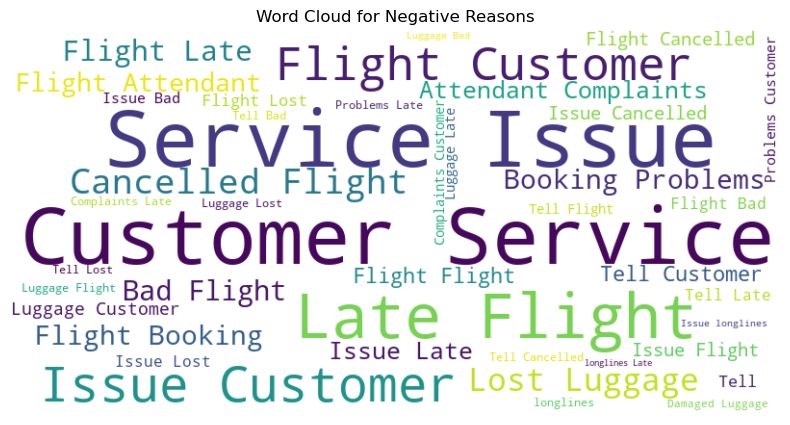 Word Cloud for Negative Reasons
Luggage Bad
Flight Late
Flight Customer
Flight Cancelled
Flight Attendant
Attendant Complaints
Problems Customer
Issue Bad
Flight Lost
Problems Late
Issue Cancelled
Tell Bad
Service Issue
Complaints Customer
Luggage Late
Cancelled Flight
Booking Problems
Complaints Late
Luggage Lost
Tell Flight
Flight Bad
Customer Service
Tell Lost
Flight Flight
Tell Customer
Luggage Flight
Bad Flight
Tell Late
Luggage Customer
Late Flight
Issue longlines
Flight Booking
Issue Late
Issue Flight
Issue Lost
Tell Cancelled
longlines Late
Issue Customer
Lost Luggage
Tell
longlines
Damaged Luggage